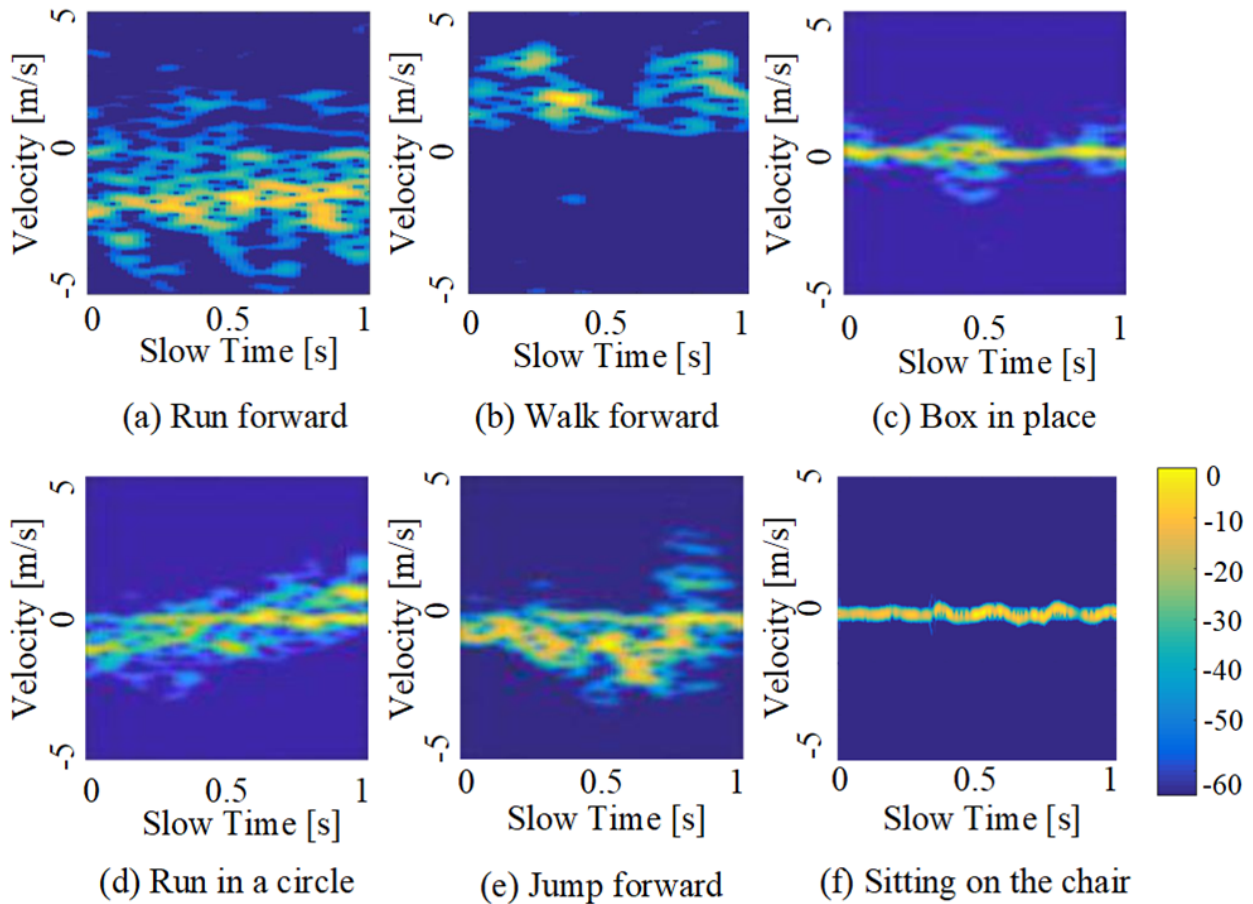 5
0
-5
Velocity [m/s]
0 0.5 1
Slow Time [s]
(a) Run forward
5
0
-5
Velocity [m/s]
0 0.5 1
Slow Time [s]
(b) Walk forward
5
0
-5
Velocity [m/s]
0 0.5 1
Slow Time [s]
(c) Box in place
5
0
-5
Velocity [m/s]
0 0.5 1
Slow Time [s]
(d) Run in a circle
5
0
-5
Velocity [m/s]
0 0.5 1
Slow Time [s]
(e) Jump forward
5
0
-5
Velocity [m/s]
0 0.5 1
Slow Time [s]
(f) Sitting on the chair
0
-10
-20
-30
-40
-50
-60